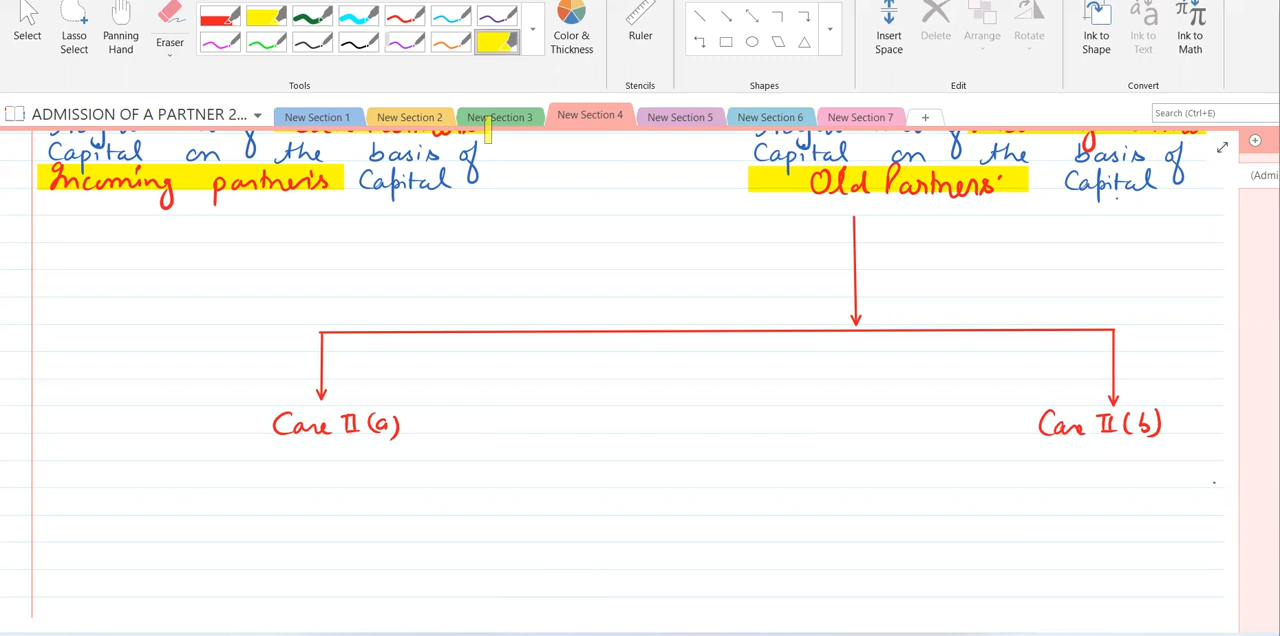 Select
Lasso Select
Panning Hand
Eraser
Color & Thickness
Ruler
Insert Space
Delete
Arrange
Rotate
Ink to Shape
Ink to Text
Ink to Math
Tools
Stencils
Shapes
Edit
Convert
ADMISSION OF A PARTNER 2...
New Section 1
New Section 2
New Section 3
New Section 4
New Section 5
New Section 6
New Section 7
+
Search (Ctrl+E)
Capital on the basis of
Incoming partner's Capital
Capital on the basis of
Old Partners' Capital
(Admi
Case II (a)
Case II (b)